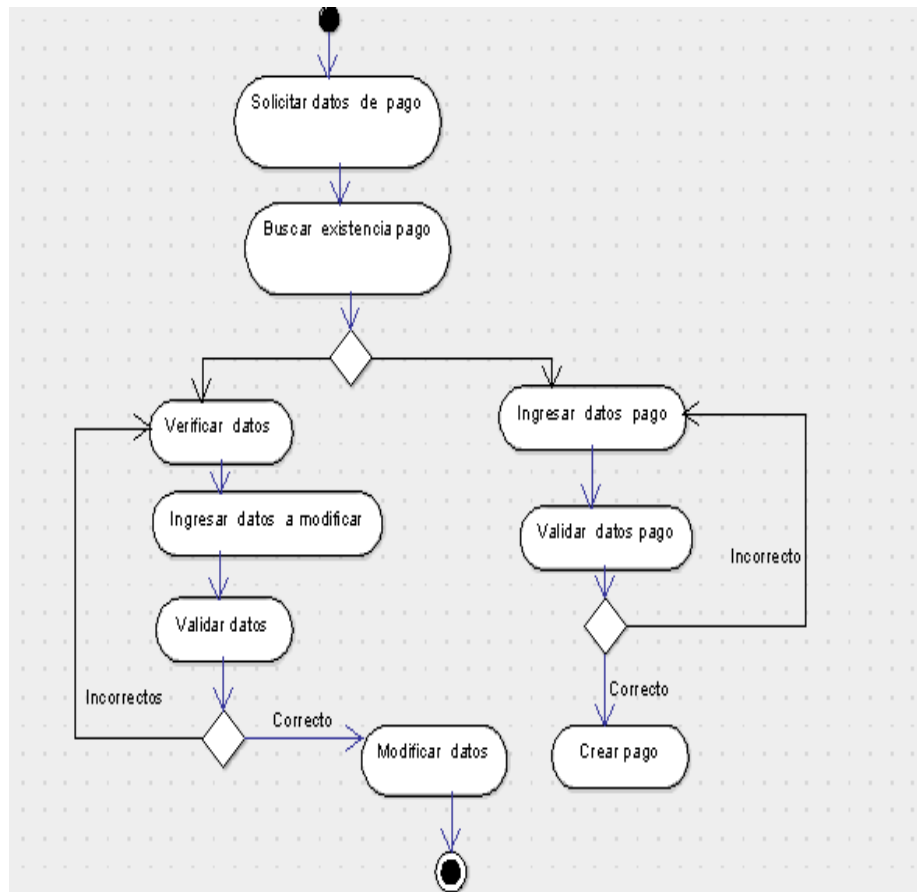 Solicitar datos de pago
Buscar existencia pago
Verificar datos
Ingresar datos pago
Ingresar datos a modificar
Validar datos pago
Incorrecto
Validar datos
Incorrectos
Correcto
Correcto
Modificar datos
Crear pago